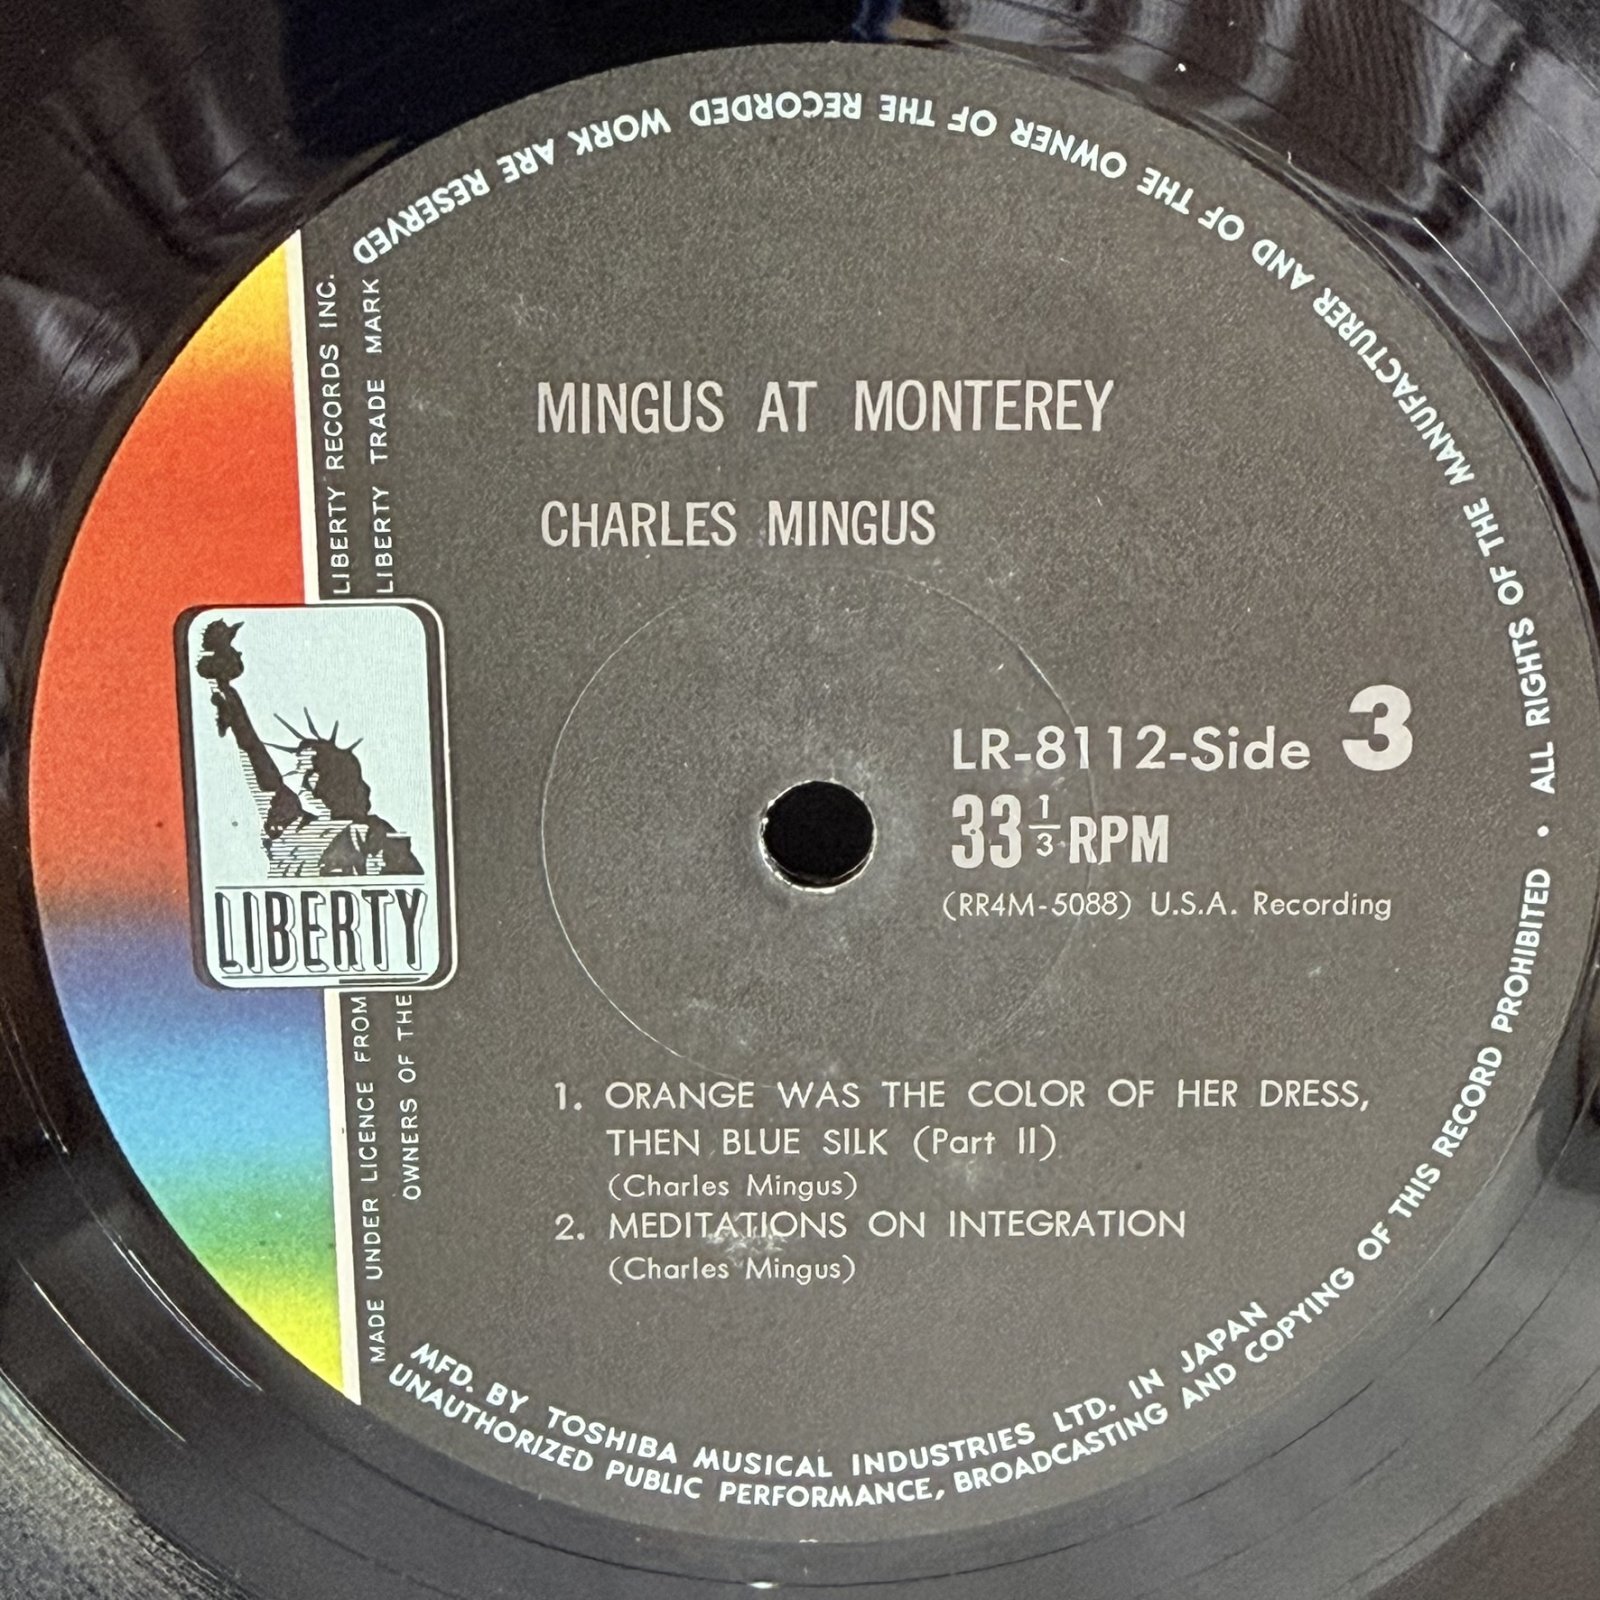 MINGUS AT MONTEREY
CHARLES MINGUS
LR-8112-Side 3
33 1/3 RPM
(RR4M-5088) U.S.A. Recording
1. ORANGE WAS THE COLOR OF HER DRESS,
THEN BLUE SILK (Part II)
(Charles Mingus)
2. MEDITATIONS ON INTEGRATION
(Charles Mingus)
LIBERTY
MADE UNDER LICENCE FROM LIBERTY RECORDS INC.
OWNERS OF THE LIBERTY TRADE MARK
MFD. BY TOSHIBA MUSICAL INDUSTRIES LTD. IN JAPAN
UNAUTHORIZED PUBLIC PERFORMANCE, BROADCASTING AND COPYING OF THIS RECORD PROHIBITED • ALL RIGHTS OF THE MANUFACTURER AND OF THE OWNER OF THE RECORDED WORK ARE RESERVED